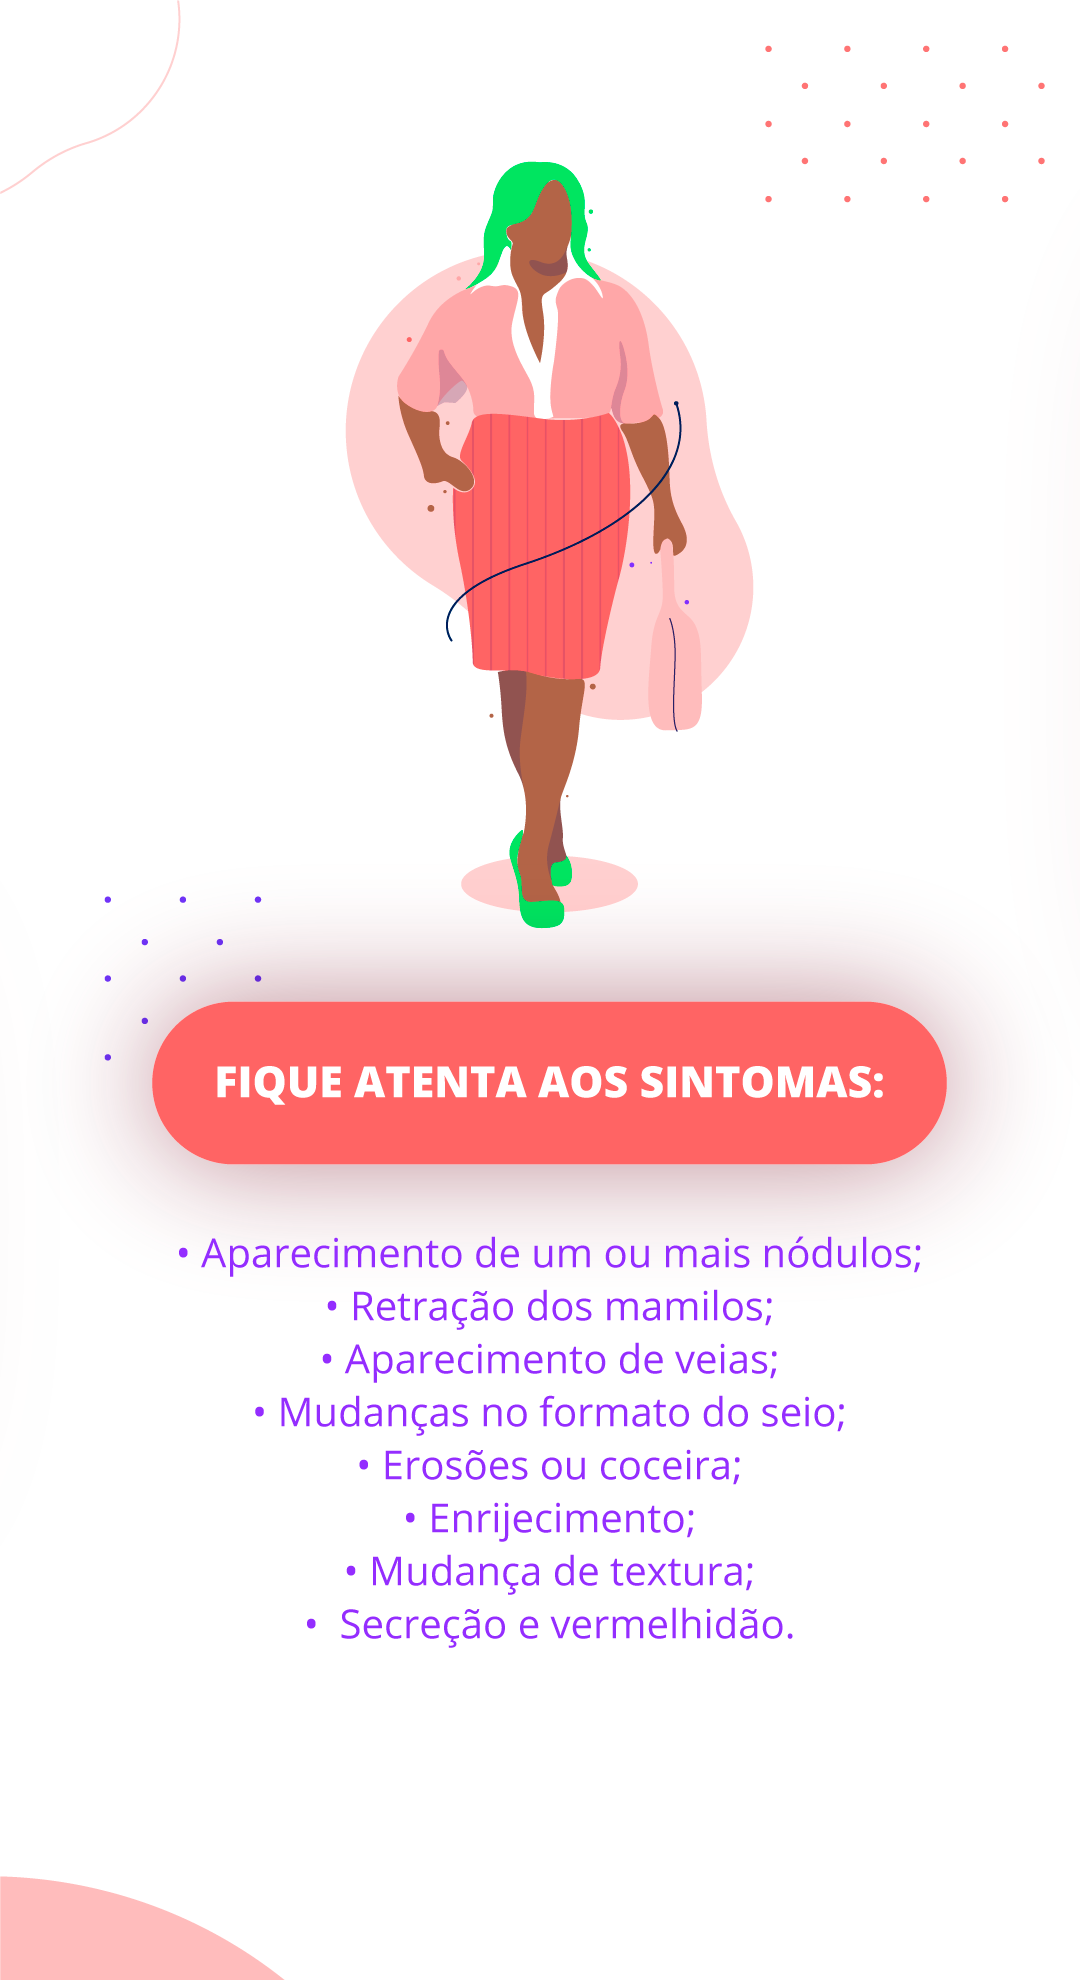 FIQUE ATENTA AOS SINTOMAS:
• Aparecimento de um ou mais nódulos;
• Retração dos mamilos;
• Aparecimento de veias;
• Mudanças no formato do seio;
• Erosões ou coceira;
• Enrijecimento;
• Mudança de textura;
• Secreção e vermelhidão.